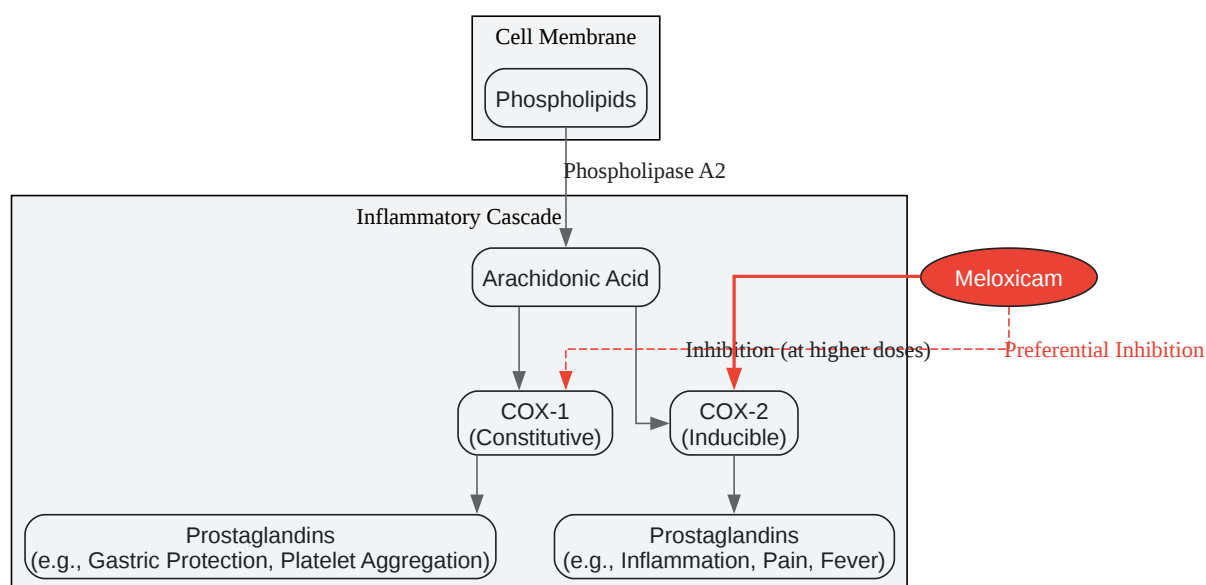 Cell Membrane
Phospholipids
Phospholipase A2
Inflammatory Cascade
Arachidonic Acid
Meloxicam
Inhibition (at higher doses)
Preferential Inhibition
COX-1
(Constitutive)
COX-2
(Inducible)
Prostaglandins
(e.g., Gastric Protection, Platelet Aggregation)
Prostaglandins
(e.g., Inflammation, Pain, Fever)